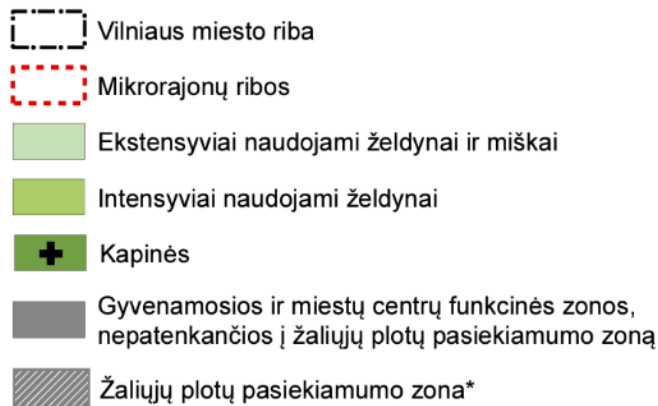 Vilniaus miesto riba
Mikrorajonų ribos
Ekstensyviai naudojami želdynai ir miškai
Intensyviai naudojami želdynai
Kapinės
Gyvenamosios ir miestų centrų funkcinės zonos,
nepatenkančios į žaliųjų plotų pasiekiamumo zoną
Žaliųjų plotų pasiekiamumo zona*